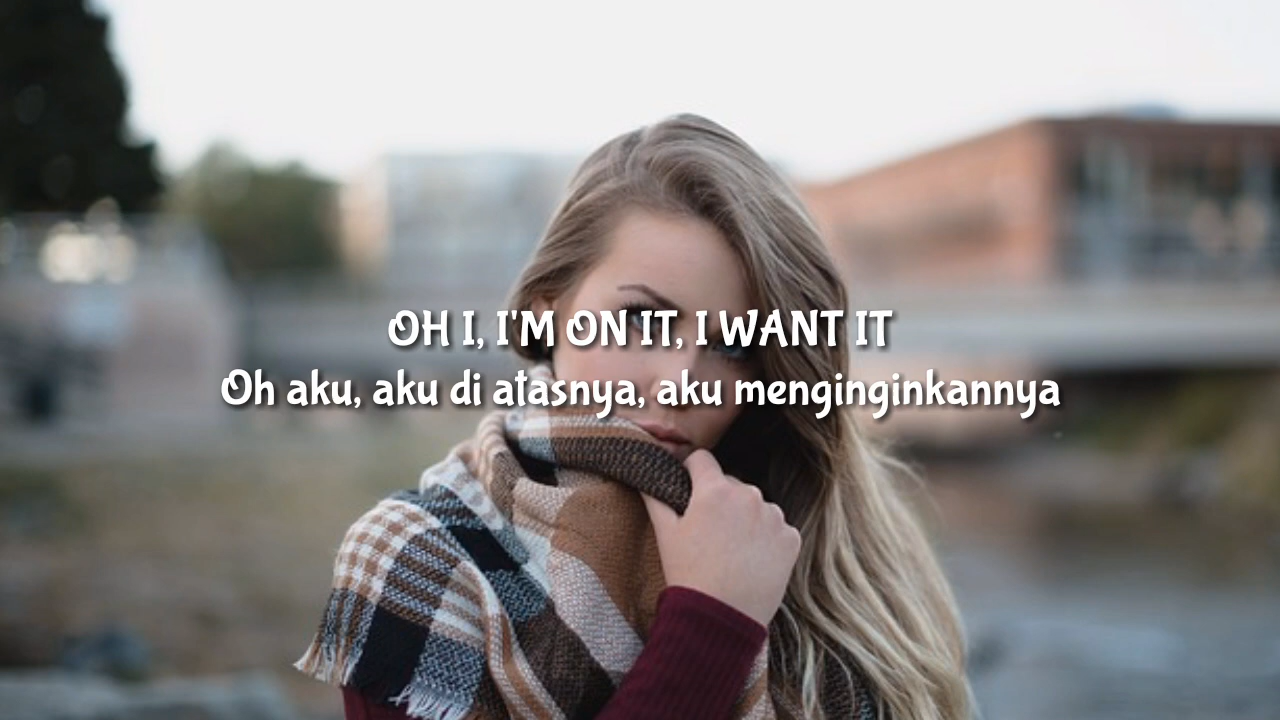 OH I, I'M ON IT, I WANT IT
Oh aku, aku di atasnya, aku menginginkannya